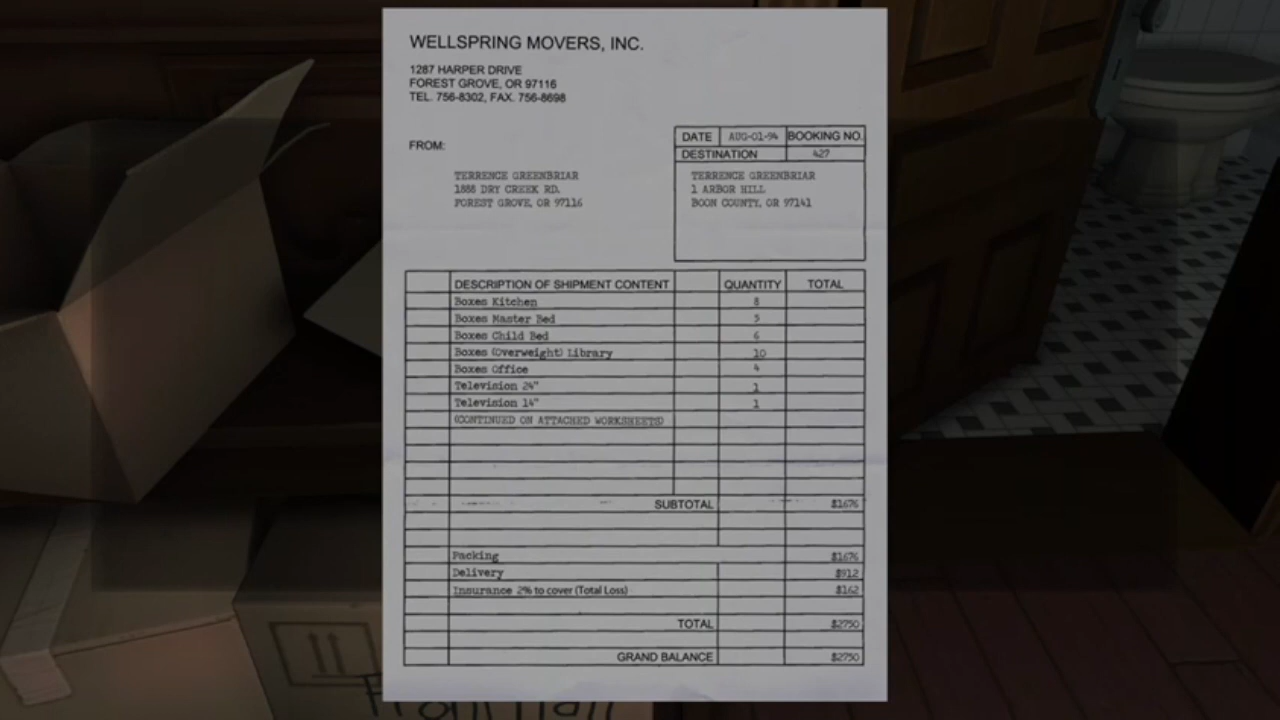 WELLSPRING MOVERS, INC.
1287 HARPER DRIVE
FOREST GROVE, OR 97116
TEL. 756-8302, FAX. 756-8698
DATE AUG-01-94 BOOKING NO.
FROM:
DESTINATION 427
TERRENCE GREENBRIAR
1888 DRY CREEK RD.
FOREST GROVE, OR 97116
TERRENCE GREENBRIAR
1 ARBOR HILL
BOON COUNTY, OR 97141
DESCRIPTION OF SHIPMENT CONTENT QUANTITY TOTAL
Boxes Kitchen 8
Boxes Master Bed 5
Boxes Child Bed 6
Boxes (Overweight) Library 10
Boxes Office 4
Television 24" 1
Television 14" 1
(CONTINUED ON ATTACHED WORKSHEETS)
SUBTOTAL $1676
Packing $1676
Delivery $912
Insurance 2% to cover (Total Loss) $162
TOTAL $2750
GRAND BALANCE $2750
Front Hall